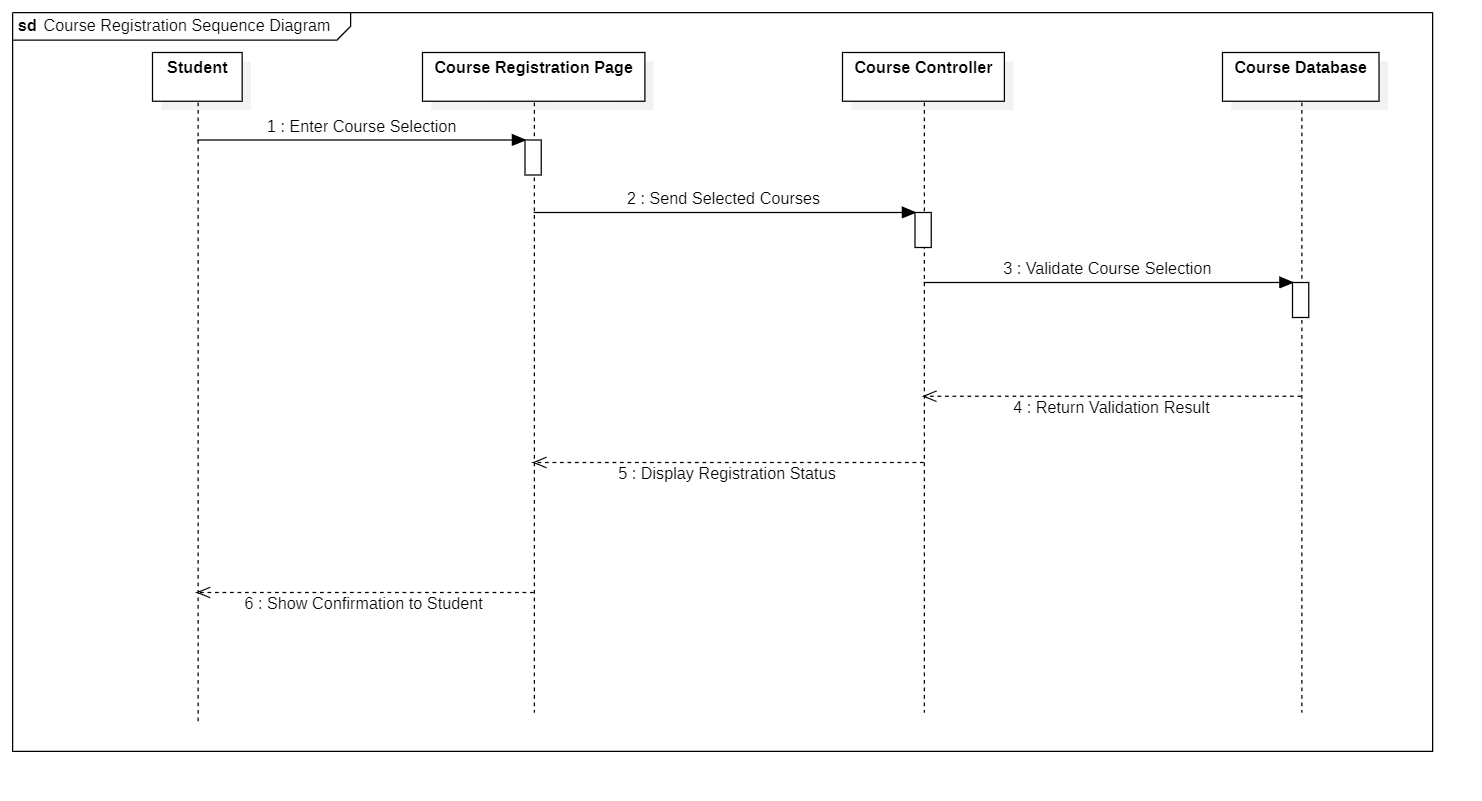 sd Course Registration Sequence Diagram
Student
Course Registration Page
Course Controller
Course Database
1 : Enter Course Selection
2 : Send Selected Courses
3 : Validate Course Selection
4 : Return Validation Result
5 : Display Registration Status
6 : Show Confirmation to Student